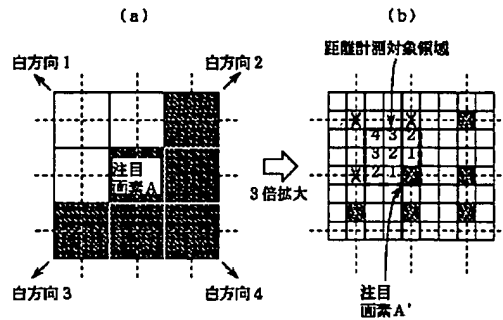 (a)
(b)
白方向1
白方向2
距離計測対象領域
4 3 2
3 2 1
2 1
注目
画素A
3倍拡大
白方向3
白方向4
注目
画素A'